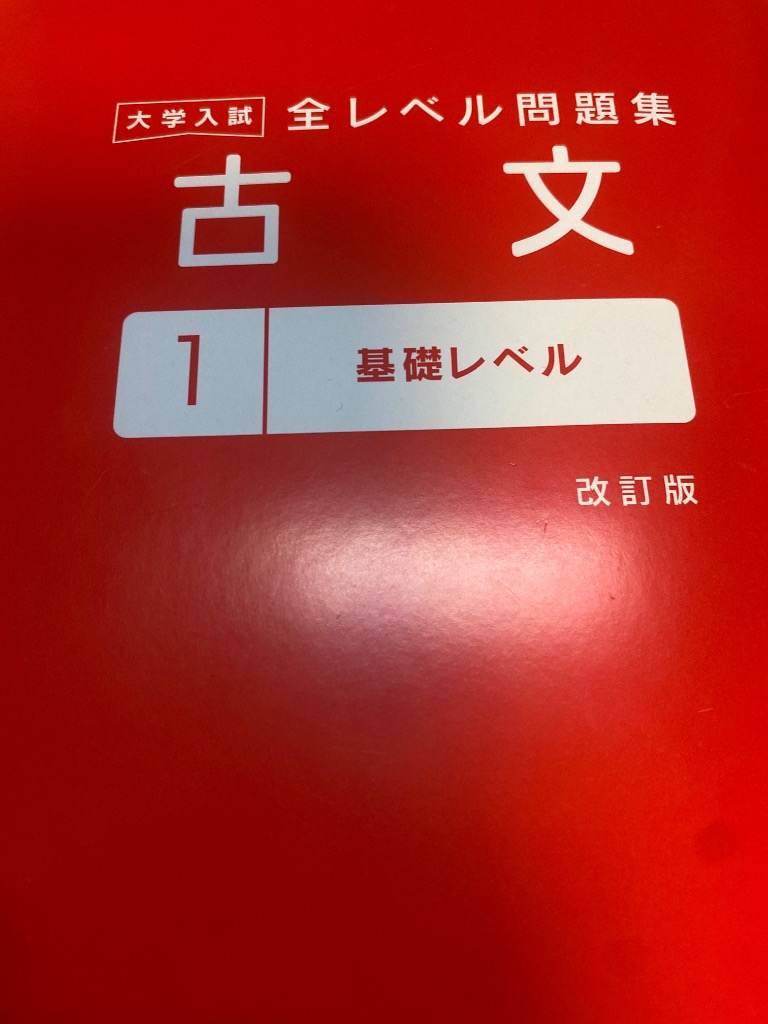 大学入試 全レベル問題集
古文
1 基礎レベル
改訂版